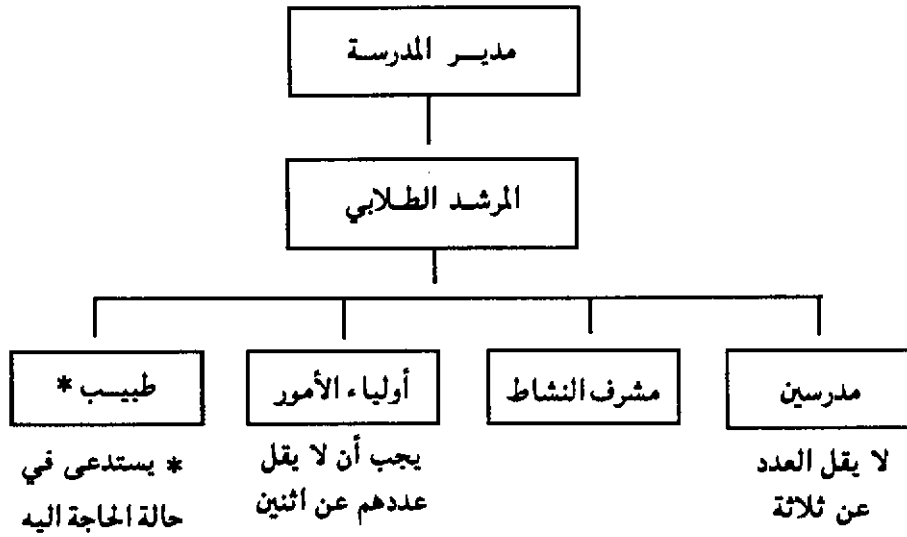 مديـر المدرسـة
المرشـد الطـلابي
مدرسين
لا يقل العدد
عن ثلاثة
مشرف النشاط
أولياء الأمور
يجب أن لا يقل
عددهم عن اثنين
طبيـب *
* يستدعى في
حالة الحاجة اليه